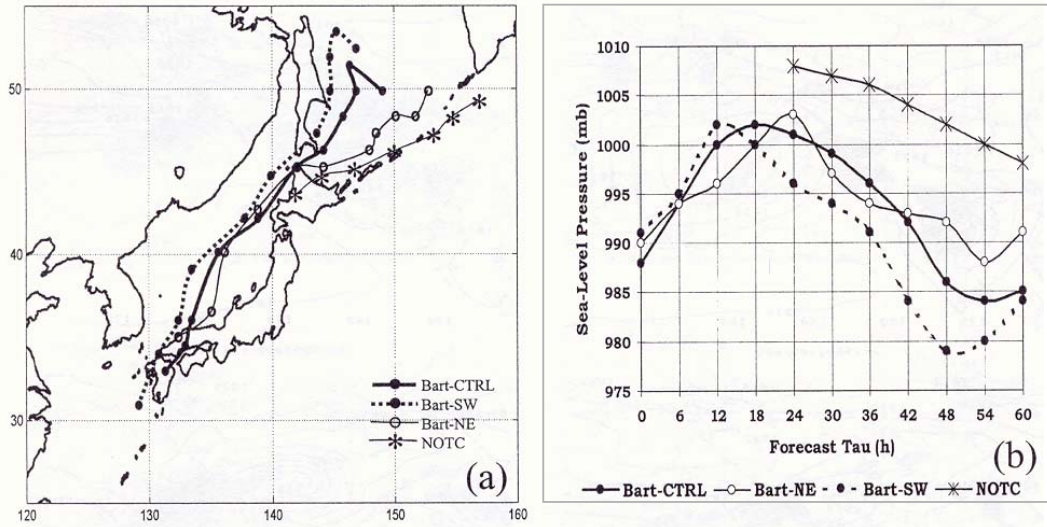 50
40
30
120
130
140
150
160
Bart-CTRL
Bart-SW
Bart-NE
NOTC
(a)
1010
1005
1000
995
990
985
980
975
Sea-Level Pressure (mb)
0 6 12 18 24 30 36 42 48 54 60
Forecast Tau (h)
(b)
Bart-CTRL Bart-NE Bart-SW NOTC